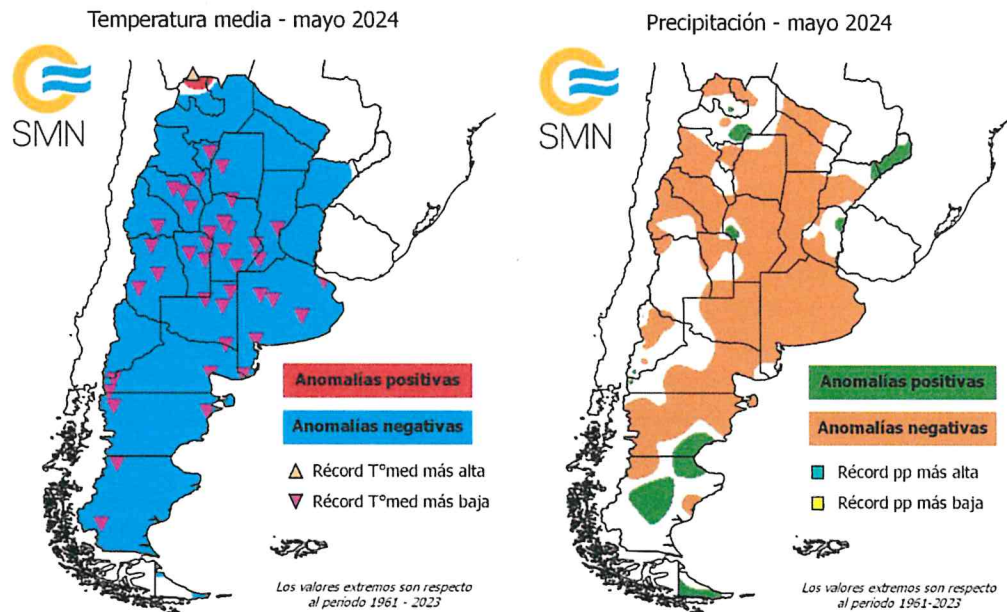 Temperatura media - mayo 2024
SMN
Anomalías positivas
Anomalías negativas
Récord T°med más alta
Récord T°med más baja
Los valores extremos son respecto
al periodo 1961 - 2023
Precipitación - mayo 2024
SMN
Anomalías positivas
Anomalías negativas
Récord pp más alta
Récord pp más baja
Los valores extremos son respecto
al periodo 1961-2023